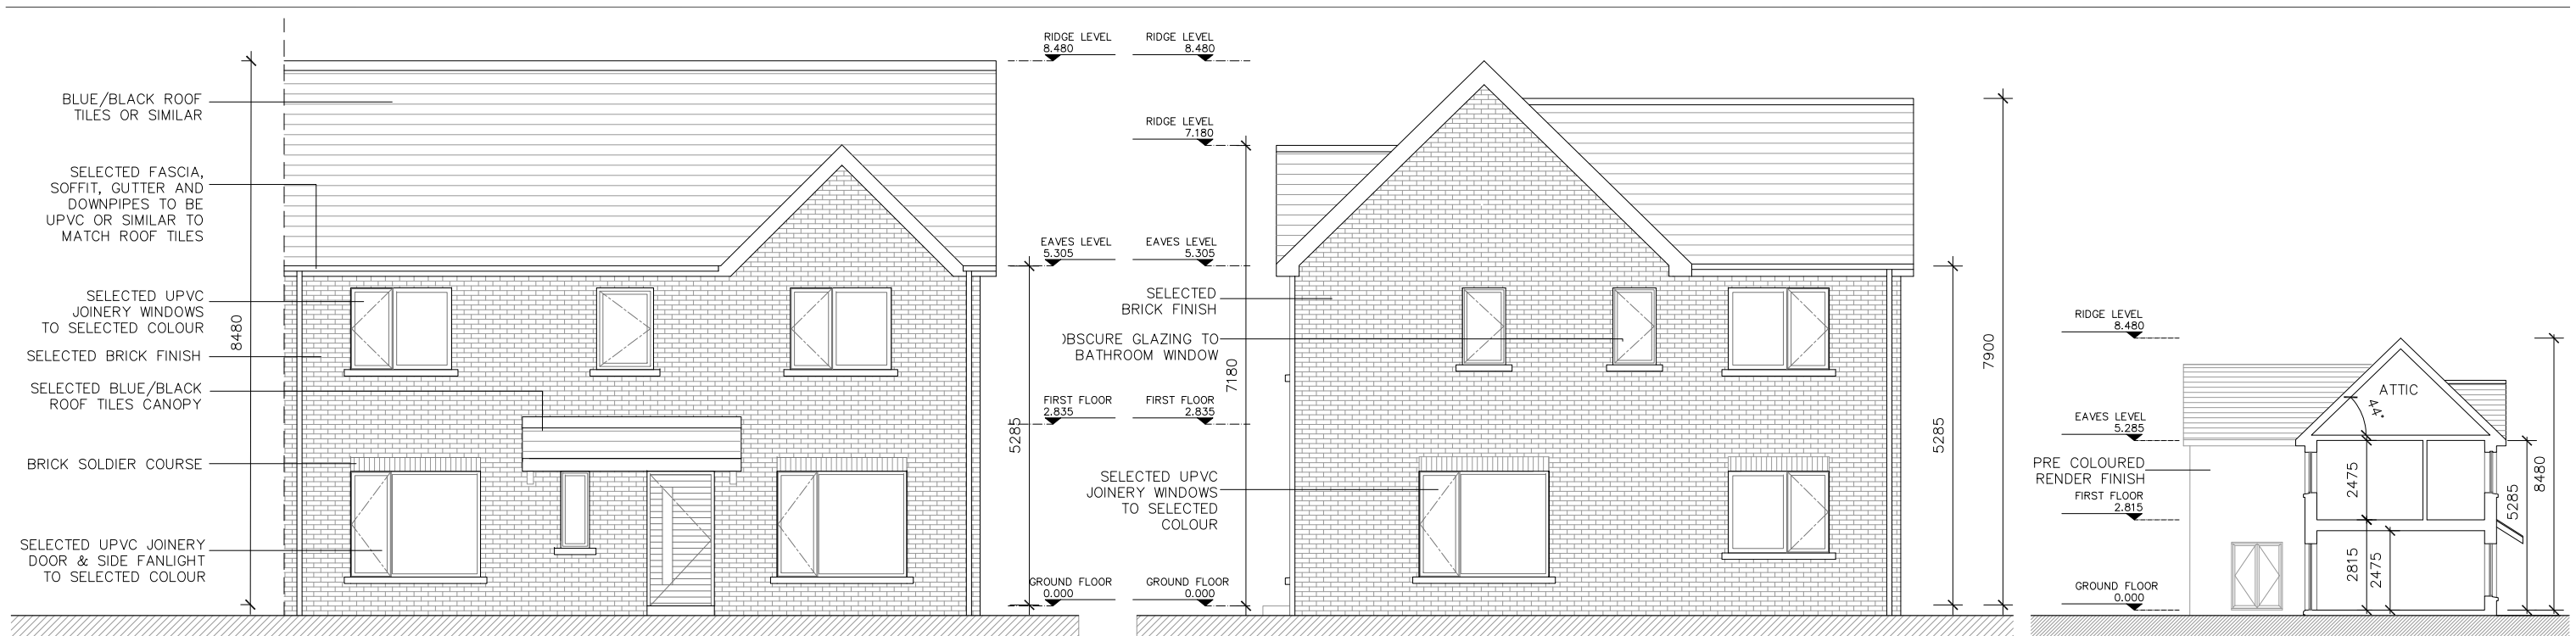 BLUE/BLACK ROOF
TILES OR SIMILAR
SELECTED FASCIA,
SOFFIT, GUTTER AND
DOWNPIPES TO BE
UPVC OR SIMILAR TO
MATCH ROOF TILES
SELECTED UPVC
JOINERY WINDOWS
TO SELECTED COLOUR
SELECTED BRICK FINISH
SELECTED BLUE/BLACK
ROOF TILES CANOPY
BRICK SOLDIER COURSE
SELECTED UPVC JOINERY
DOOR & SIDE FANLIGHT
TO SELECTED COLOUR
8480
RIDGE LEVEL
8.480
EAVES LEVEL
5.305
FIRST FLOOR
2.835
5285
GROUND FLOOR
0.000
RIDGE LEVEL
8.480
RIDGE LEVEL
7.180
EAVES LEVEL
5.305
SELECTED
BRICK FINISH
OBSCURE GLAZING TO
BATHROOM WINDOW
7180
FIRST FLOOR
2.835
SELECTED UPVC
JOINERY WINDOWS
TO SELECTED
COLOUR
GROUND FLOOR
0.000
5285
7900
RIDGE LEVEL
8.480
EAVES LEVEL
5.285
PRE COLOURED
RENDER FINISH
FIRST FLOOR
2.815
GROUND FLOOR
0.000
ATTIC
44°
2475
2815
2475
5285
8480